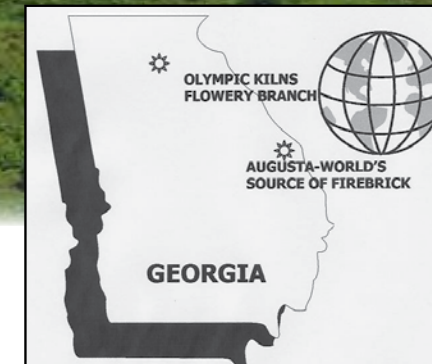 OLYMPIC KILNS
FLOWERY BRANCH
AUGUSTA-WORLD'S
SOURCE OF FIREBRICK
GEORGIA